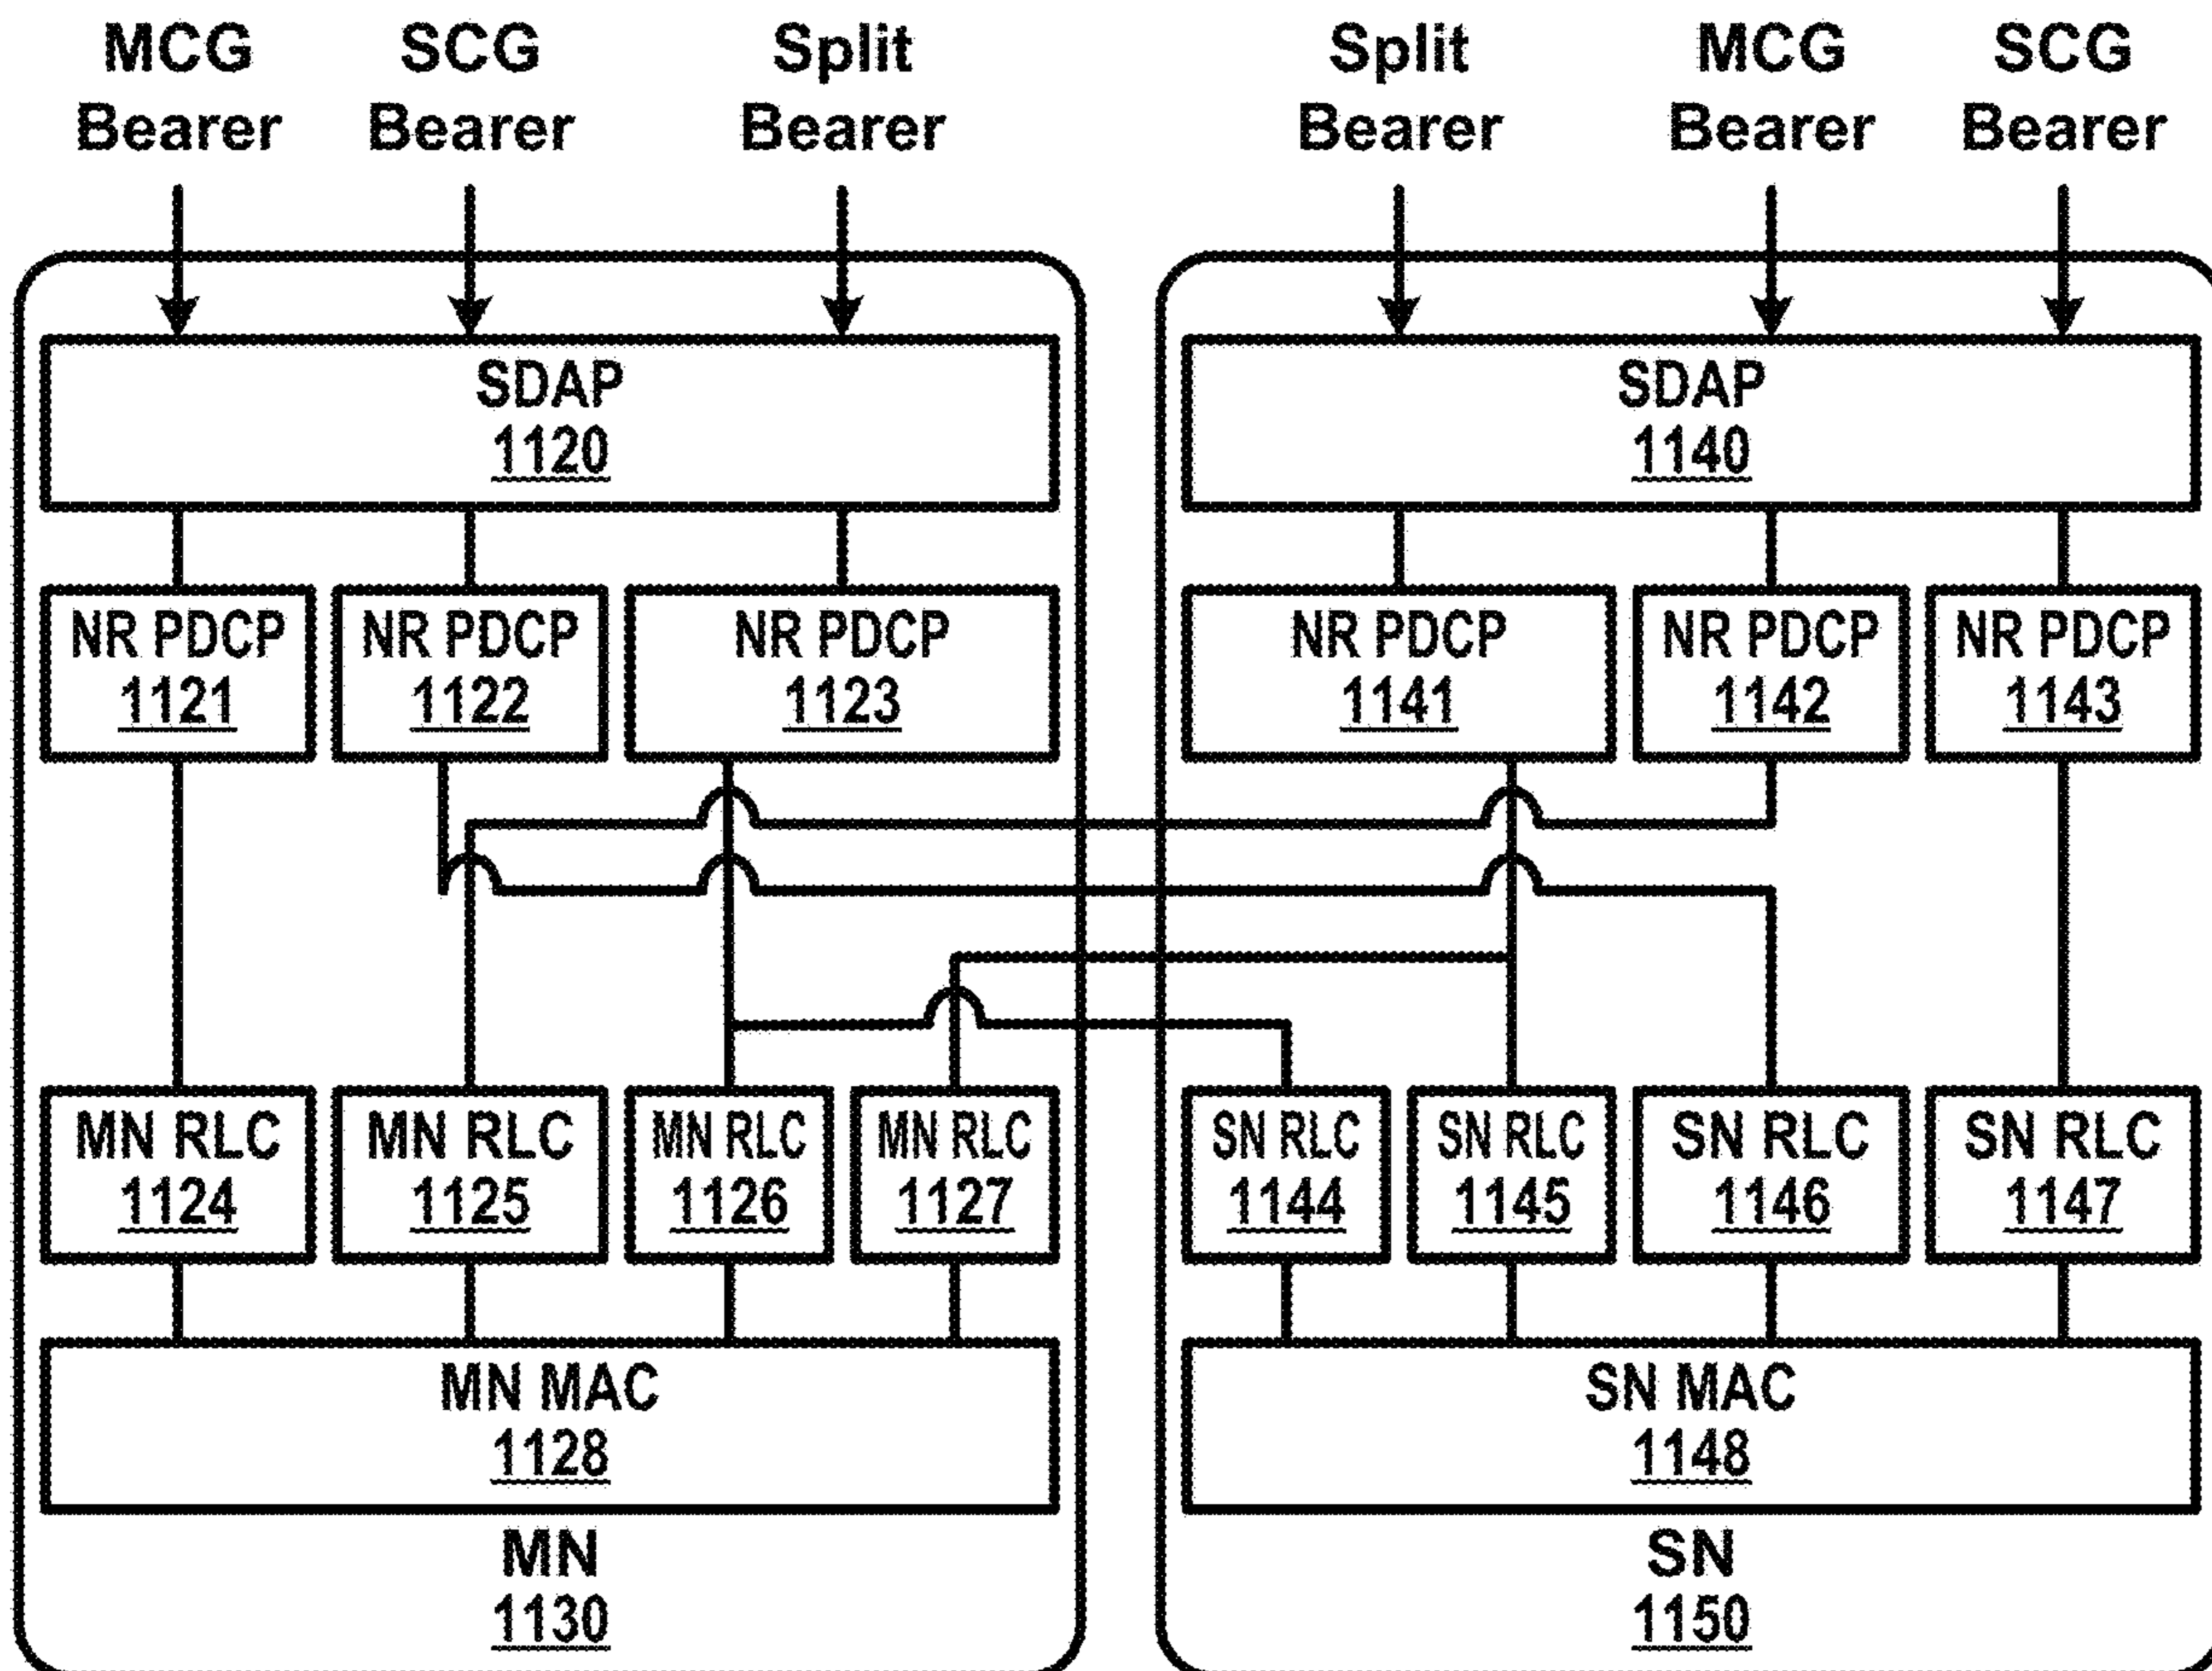 MCG Bearer
SCG Bearer
Split Bearer
Split Bearer
MCG Bearer
SCG Bearer
SDAP
1120
SDAP
1140
NR PDCP
1121
NR PDCP
1122
NR PDCP
1123
NR PDCP
1141
NR PDCP
1142
NR PDCP
1143
MN RLC
1124
MN RLC
1125
MN RLC
1126
MN RLC
1127
SN RLC
1144
SN RLC
1145
SN RLC
1146
SN RLC
1147
MN MAC
1128
SN MAC
1148
MN
1130
SN
1150